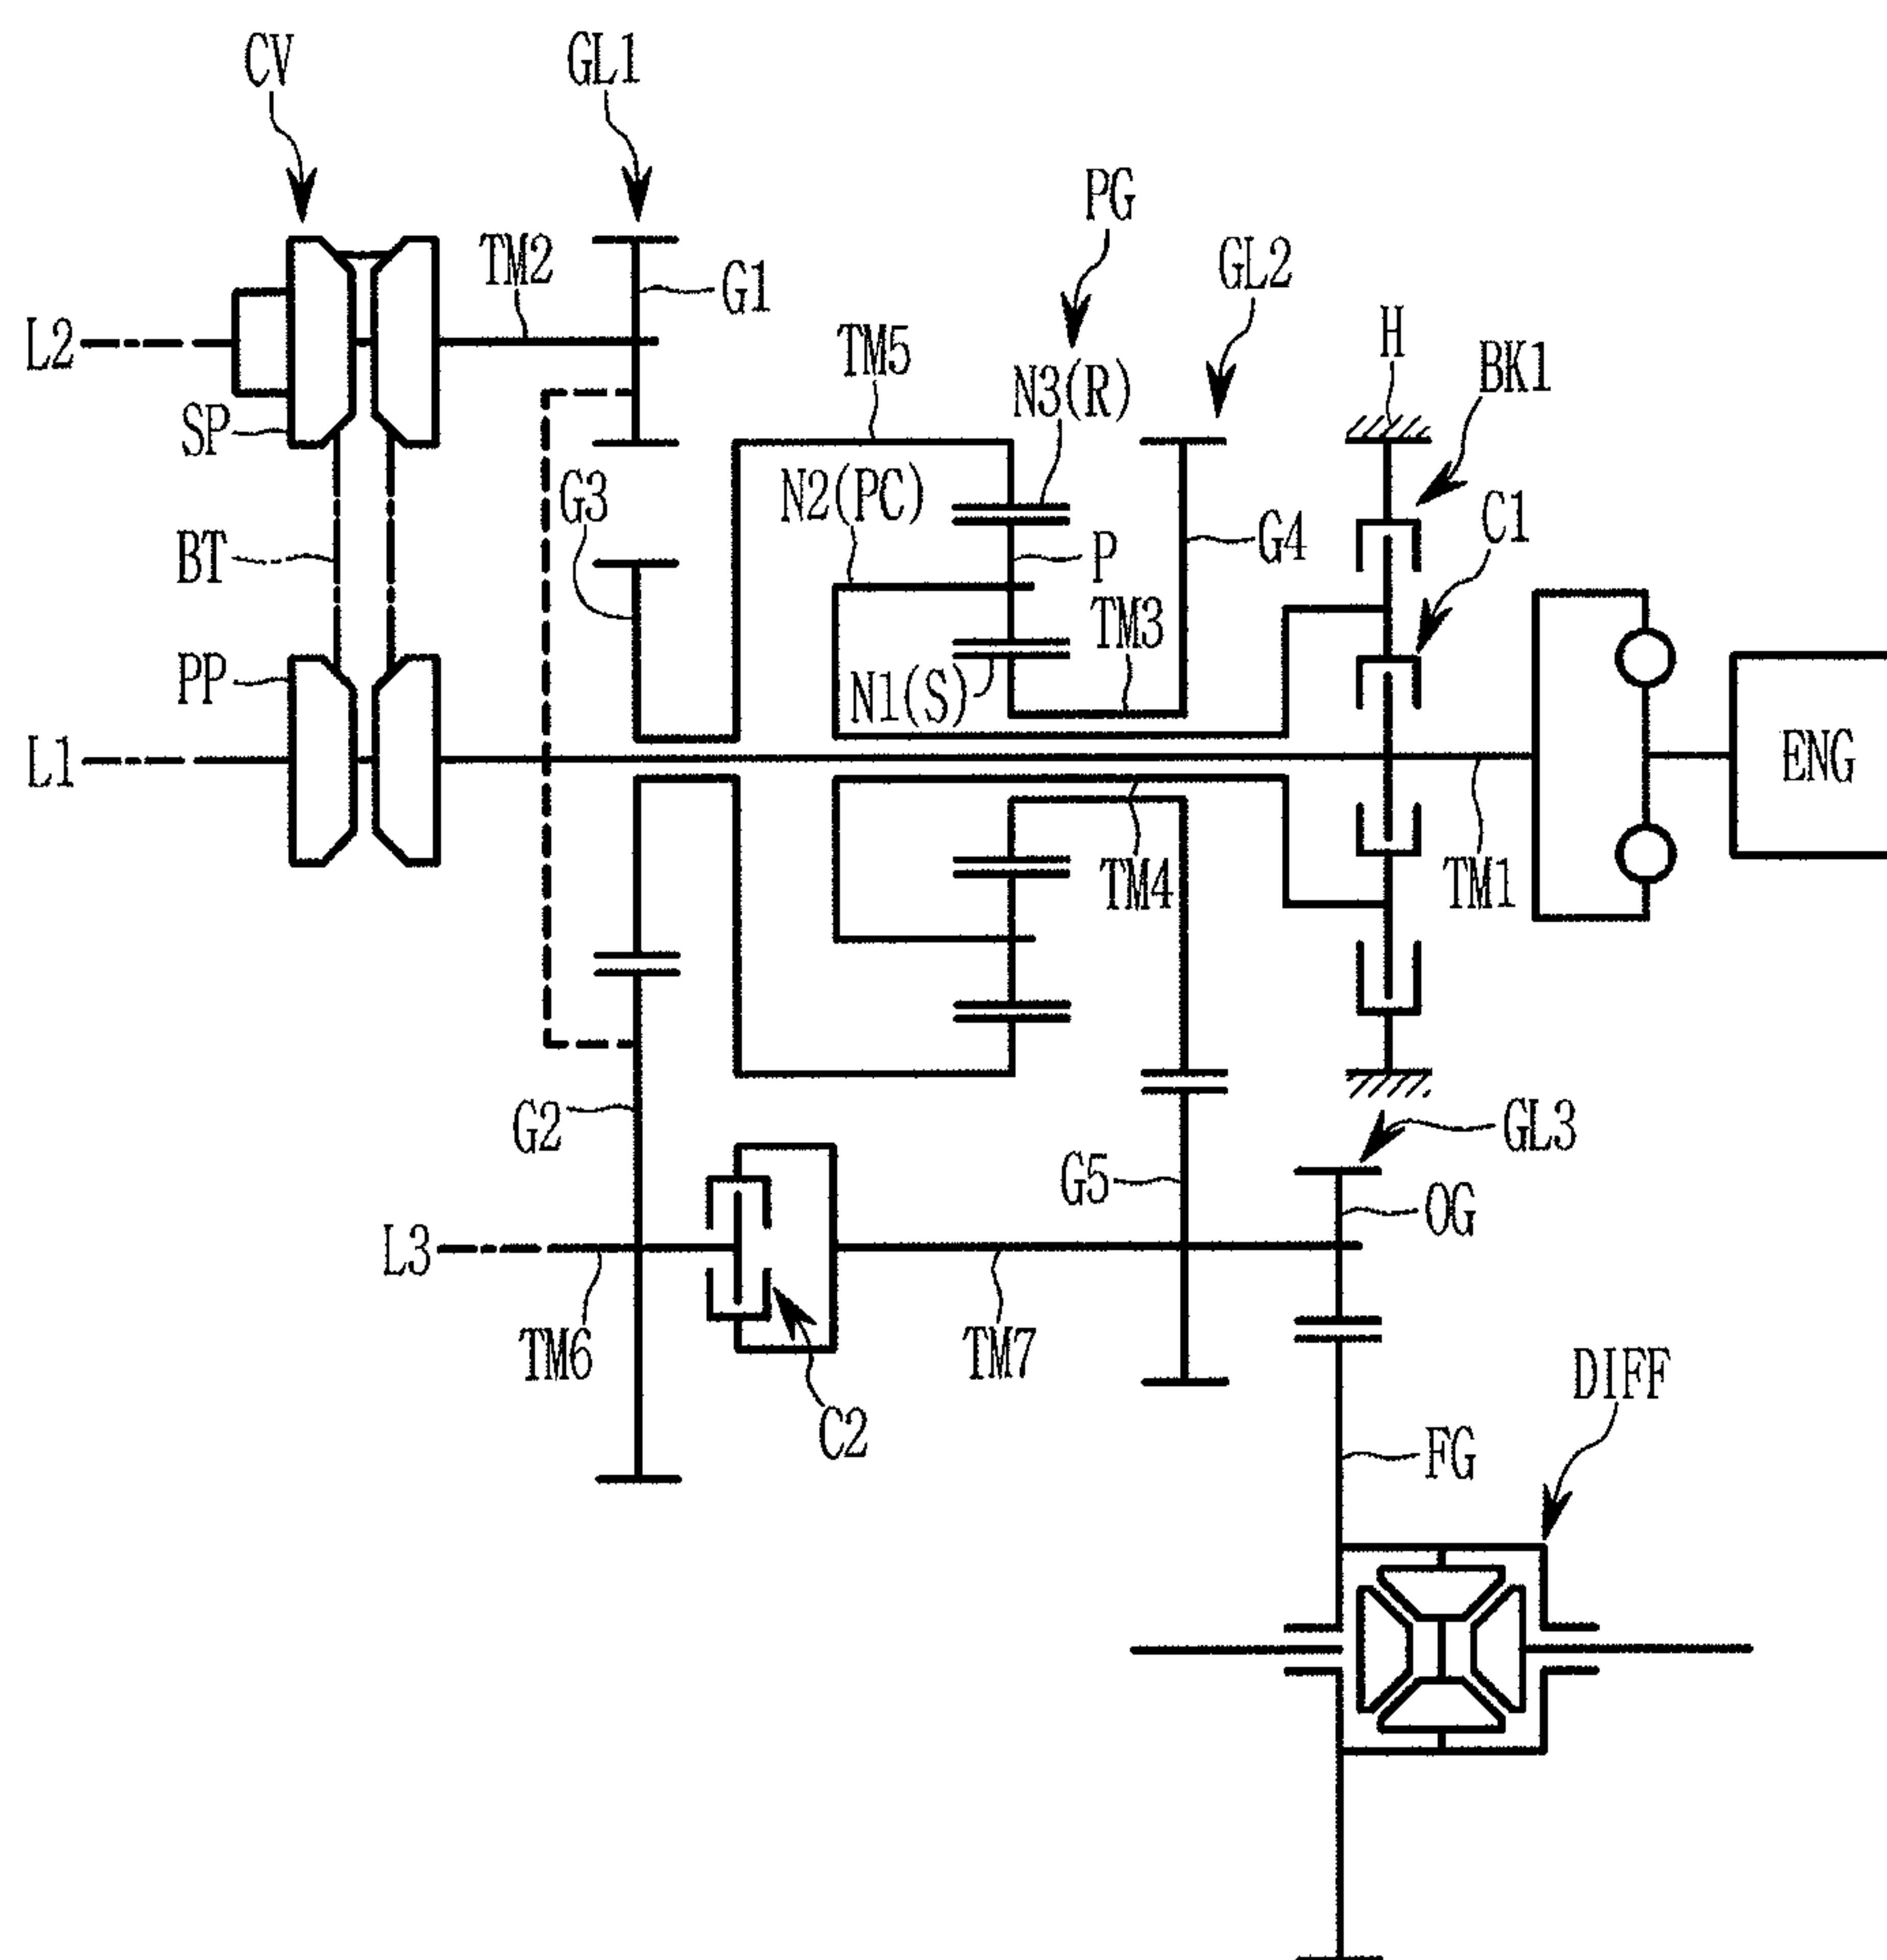 CV
GL1
PG
GL2
TM2
G1
L2
TM5
N3(R)
H
BK1
SP
G3
N2(PC)
C1
BT
P
G4
TM3
PP
N1(S)
L1
ENG
TM4
TM1
G2
GL3
G5
OG
L3
TM6
TM7
C2
DIFF
FG